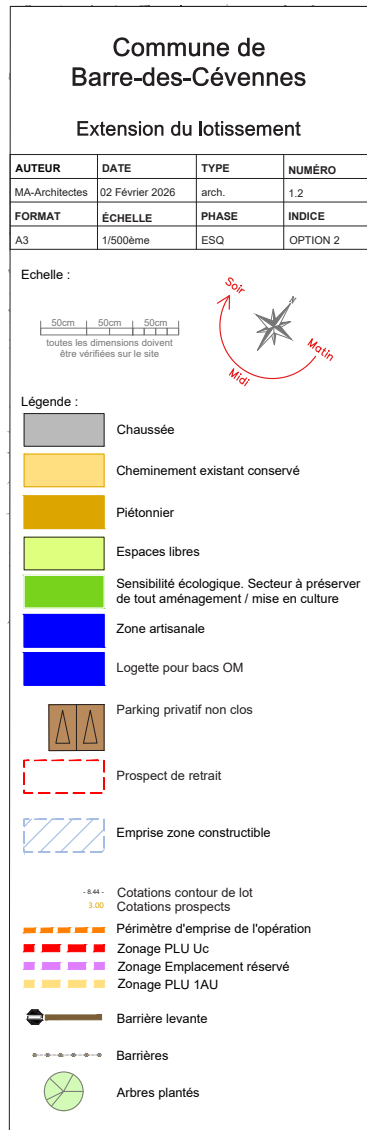 Commune de
Barre-des-Cévennes
Extension du lotissement
AUTEUR DATE TYPE NUMÉRO
MA-Architectes 02 Février 2026 arch. 1.2
FORMAT ÉCHELLE PHASE INDICE
A3 1/500ème ESQ OPTION 2
Echelle :
50cm 50cm 50cm
toutes les dimensions doivent
être vérifiées sur le site
N
Soir
Matin
Midi
Légende :
Chaussée
Cheminement existant conservé
Piétonnier
Espaces libres
Sensibilité écologique. Secteur à préserver
de tout aménagement / mise en culture
Zone artisanale
Logette pour bacs OM
Parking privatif non clos
Prospect de retrait
Emprise zone constructible
- 8.44 - Cotations contour de lot
3.00 Cotations prospects
Périmètre d'emprise de l'opération
Zonage PLU Uc
Zonage Emplacement réservé
Zonage PLU 1AU
Barrière levante
Barrières
Arbres plantés